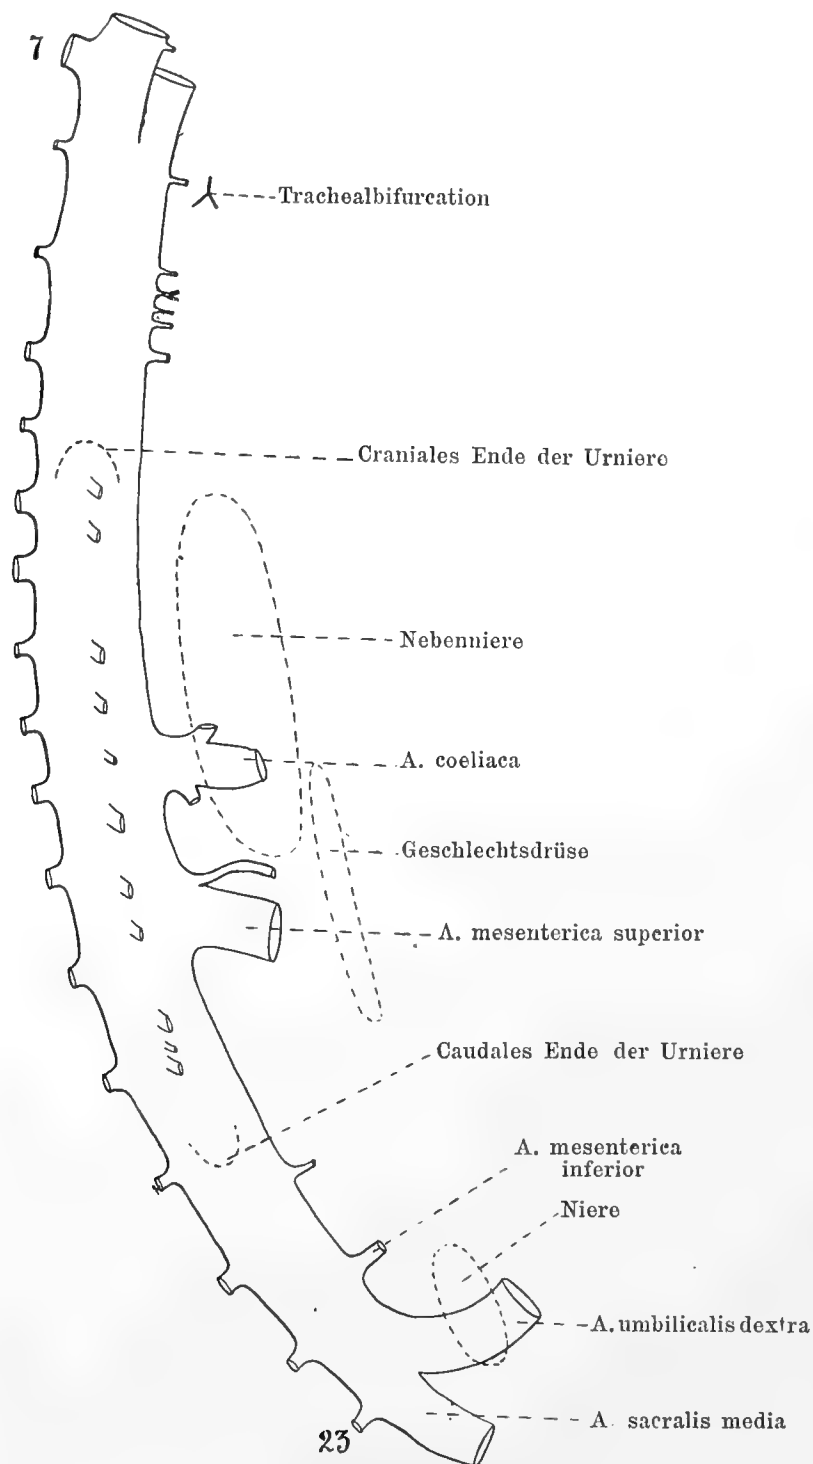 7
Trachealbifurcation
Craniales Ende der Urniere
Nebenniere
A. coeliaca
Geschlechtsdrüse
A. mesenterica superior
Caudales Ende der Urniere
A. mesenterica
inferior
Niere
A. umbilicalis dextra
A. sacralis media
23